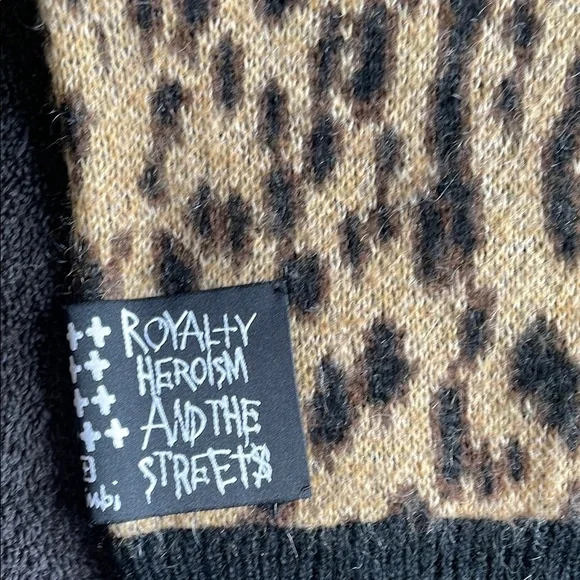 ROYALTY
HEROISM
AND THE
STREET$